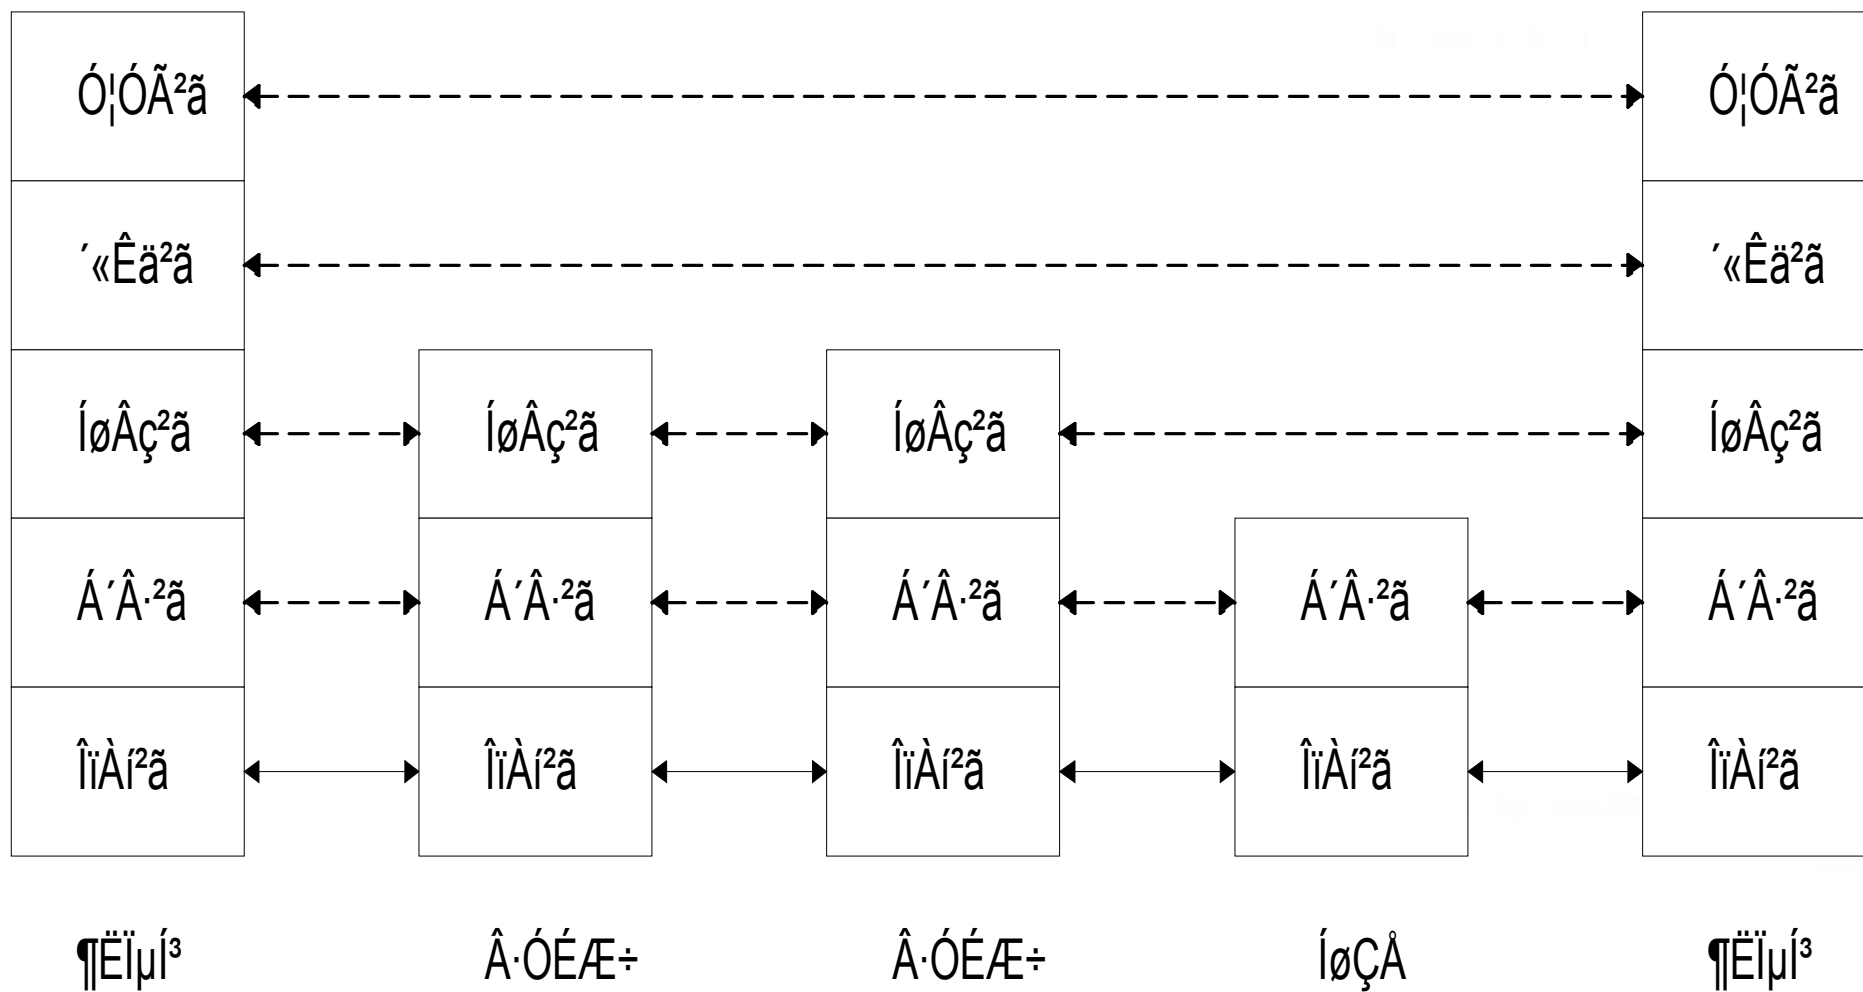 Ó¦ÓÃ²ã Ó¦ÓÃ²ã
´«Êä²ã ´«Êä²ã
ÍøÂç²ã ÍøÂç²ã ÍøÂç²ã ÍøÂç²ã
Á´Â·²ã Á´Â·²ã Á´Â·²ã Á´Â·²ã Á´Â·²ã
ÎïÀí²ã ÎïÀí²ã ÎïÀí²ã ÎïÀí²ã ÎïÀí²ã
¶ËÏµÍ³ Â·ÓÉÆ÷ Â·ÓÉÆ÷ ÍøÇÅ ¶ËÏµÍ³